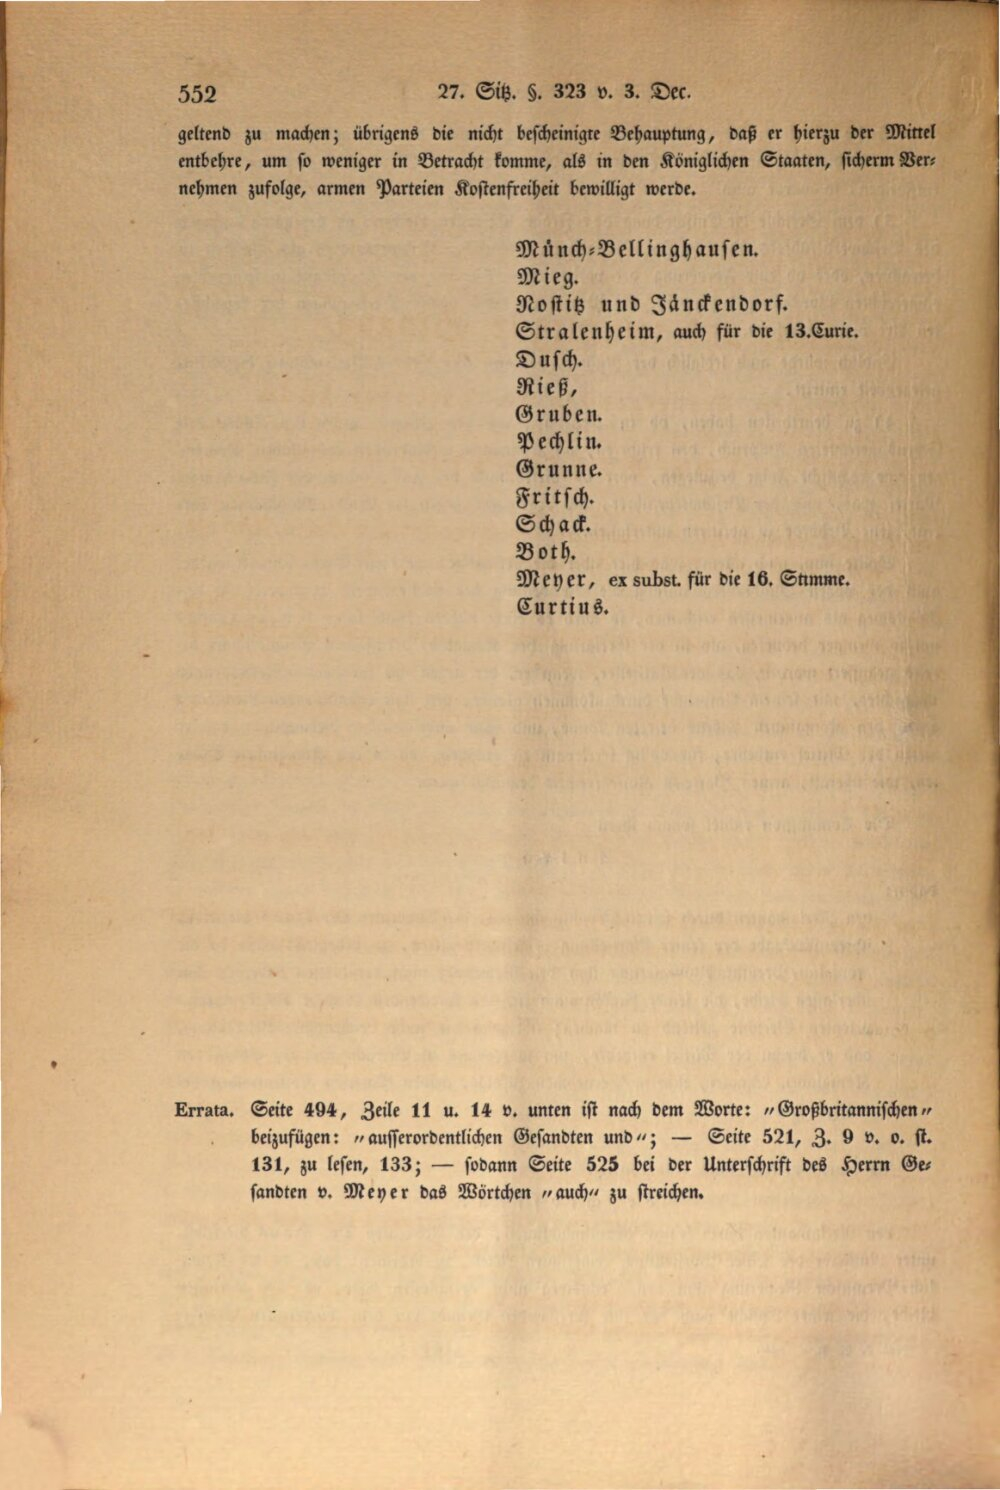 552
27. Sitz. §. 323 v. 3. Dec.
geltend zu machen; übrigens die nicht bescheinigte Behauptung, daß er hierzu der Mittel
entbehre, um so weniger in Betracht komme, als in den Königlichen Staaten, sicherm Ver-
nehmen zufolge, armen Parteien Kostenfreiheit bewilligt werde.
Münch-Bellinghausen.
Mieg.
Nostitz und Jänckendorf.
Stralenheim, auch für die 13.Curie.
Dusch.
Rieß,
Gruben.
Pechlin.
Grunne.
Fritsch.
Schack.
Both.
Meyer, ex subst. für die 16. Stimme.
Curtius.
Errata. Seite 494, Zeile 11 u. 14 v. unten ist nach dem Worte: „Großbritannischen„
beizufügen: „ausserordentlichen Gesandten und„; — Seite 521, Z. 9 v. o. st.
131, zu lesen, 133; — sodann Seite 525 bei der Unterschrift des Herrn Ge-
sandten v. Meyer das Wörtchen „auch„ zu streichen.